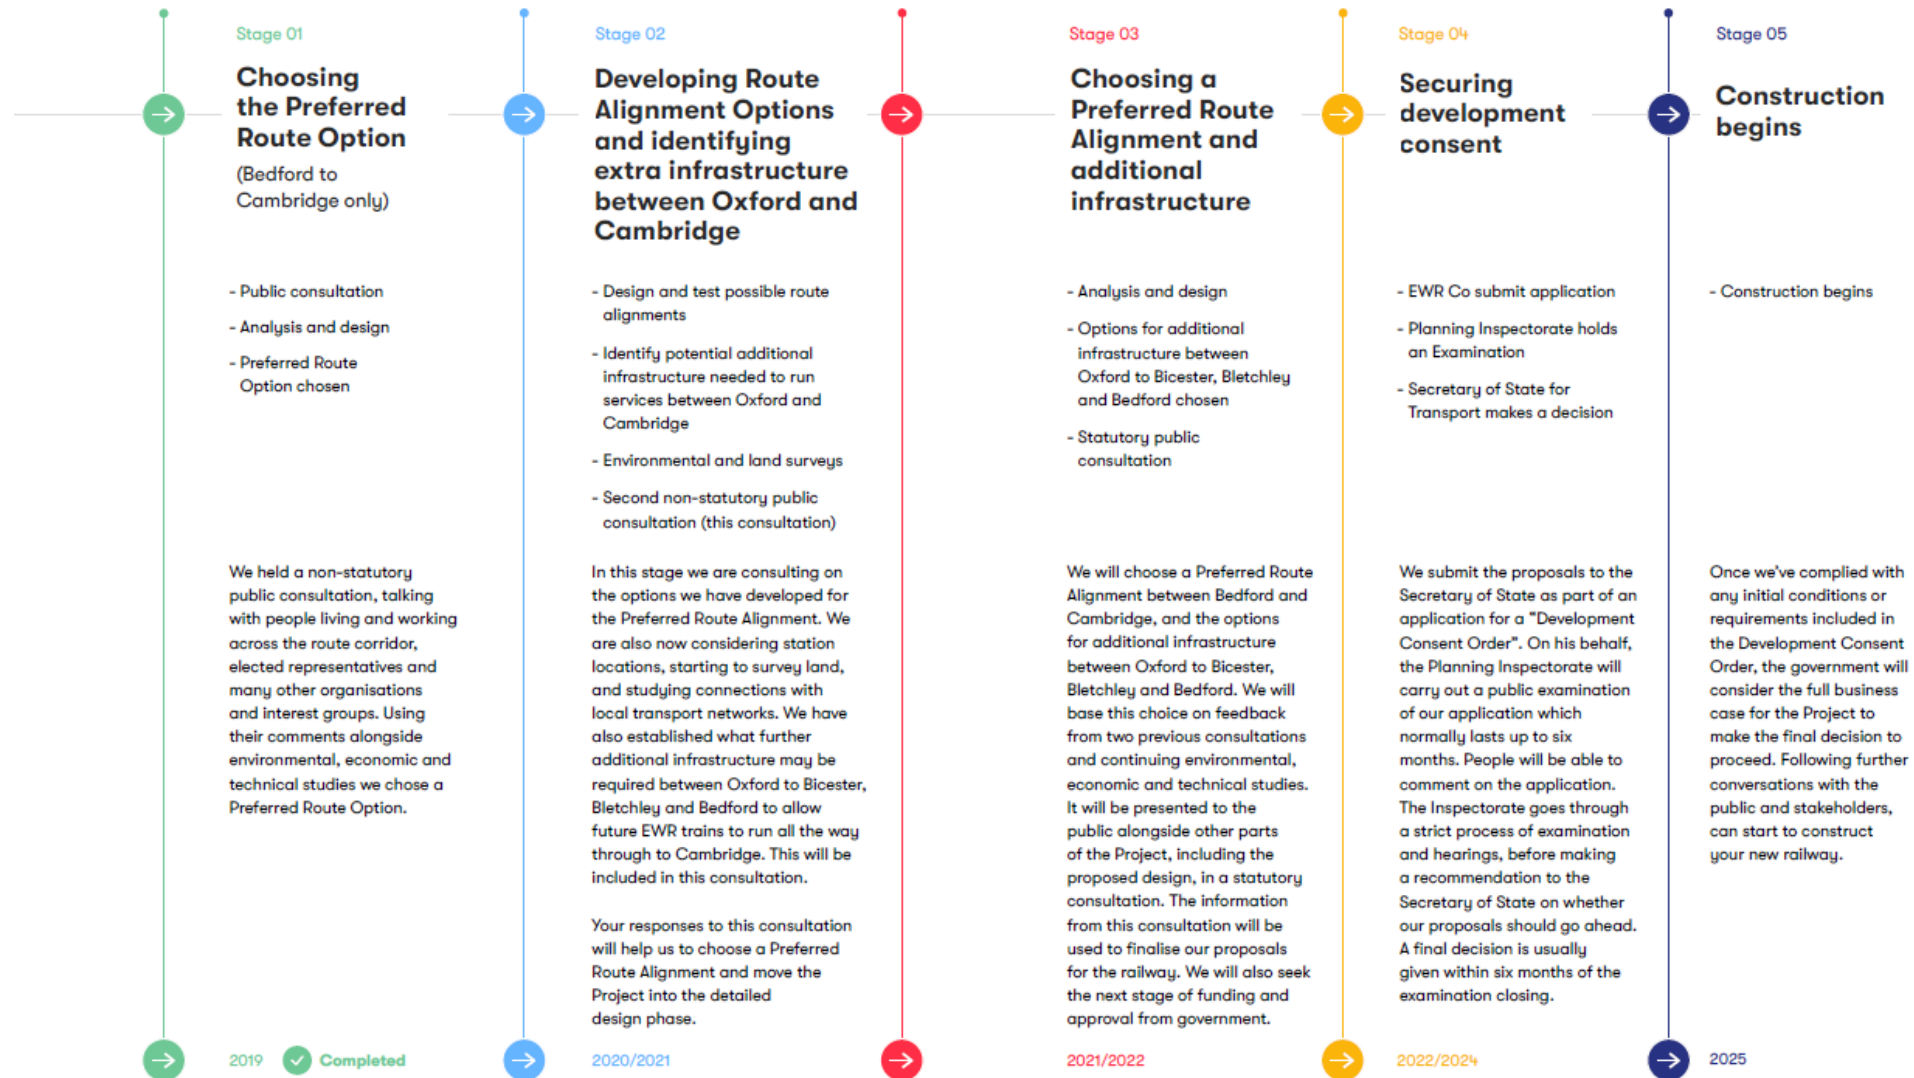 Stage 01
Choosing
the Preferred
Route Option
(Bedford to
Cambridge only)
- Public consultation
- Analysis and design
- Preferred Route
Option chosen
We held a non-statutory
public consultation, talking
with people living and working
across the route corridor,
elected representatives and
many other organisations
and interest groups. Using
their comments alongside
environmental, economic and
technical studies we chose a
Preferred Route Option.
2019 Completed
Stage 02
Developing Route
Alignment Options
and identifying
extra infrastructure
between Oxford and
Cambridge
- Design and test possible route
alignments
- Identify potential additional
infrastructure needed to run
services between Oxford and
Cambridge
- Environmental and land surveys
- Second non-statutory public
consultation (this consultation)
In this stage we are consulting on
the options we have developed for
the Preferred Route Alignment. We
are also now considering station
locations, starting to survey land,
and studying connections with
local transport networks. We have
also established what further
additional infrastructure may be
required between Oxford to Bicester,
Bletchley and Bedford to allow
future EWR trains to run all the way
through to Cambridge. This will be
included in this consultation.
Your responses to this consultation
will help us to choose a Preferred
Route Alignment and move the
Project into the detailed
design phase.
2020/2021
Stage 03
Choosing a
Preferred Route
Alignment and
additional
infrastructure
- Analysis and design
- Options for additional
infrastructure between
Oxford to Bicester, Bletchley
and Bedford chosen
- Statutory public
consultation
We will choose a Preferred Route
Alignment between Bedford and
Cambridge, and the options
for additional infrastructure
between Oxford to Bicester,
Bletchley and Bedford. We will
base this choice on feedback
from two previous consultations
and continuing environmental,
economic and technical studies.
It will be presented to the
public alongside other parts
of the Project, including the
proposed design, in a statutory
consultation. The information
from this consultation will be
used to finalise our proposals
for the railway. We will also seek
the next stage of funding and
approval from government.
2021/2022
Stage 04
Securing
development
consent
- EWR Co submit application
- Planning Inspectorate holds
an Examination
- Secretary of State for
Transport makes a decision
We submit the proposals to the
Secretary of State as part of an
application for a “Development
Consent Order”. On his behalf,
the Planning Inspectorate will
carry out a public examination
of our application which
normally lasts up to six
months. People will be able to
comment on the application.
The Inspectorate goes through
a strict process of examination
and hearings, before making
a recommendation to the
Secretary of State on whether
our proposals should go ahead.
A final decision is usually
given within six months of the
examination closing.
2022/2024
Stage 05
Construction
begins
- Construction begins
Once we’ve complied with
any initial conditions or
requirements included in
the Development Consent
Order, the government will
consider the full business
case for the Project to
make the final decision to
proceed. Following further
conversations with the
public and stakeholders,
can start to construct
your new railway.
2025